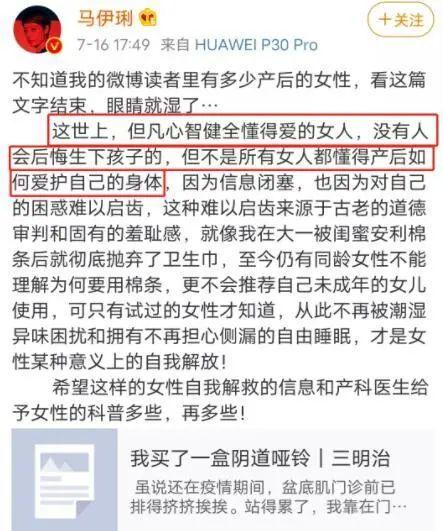 马伊琍
7-16 17:49 来自 HUAWEI P30 Pro
+关注
不知道我的微博读者里有多少产后的女性，看这篇
文字结束，眼睛就湿了…
这世上，但凡心智健全懂得爱的女人，没有人
会后悔生下孩子的，但不是所有女人都懂得产后如
何爱护自己的身体，因为信息闭塞，也因为对自己
的困惑难以启齿，这种难以启齿来源于古老的道德
审判和固有的羞耻感，就像我在大一被闺蜜安利棉
条后就彻底抛弃了卫生巾，至今仍有同龄女性不能
理解为何要用棉条，更不会推荐自己未成年的女儿
使用，可只有试过的女性才知道，从此不再被潮湿
异味困扰和拥有不再担心侧漏的自由睡眠，才是女
性某种意义上的自我解放！
希望这样的女性自我解救的信息和产科医生给
予女性的科普多些，再多些！
我买了一盒阴道哑铃｜三明治
虽说还在疫情期间，盆底肌门诊前已
排得挤挤挨挨。站得累了，我靠在门…